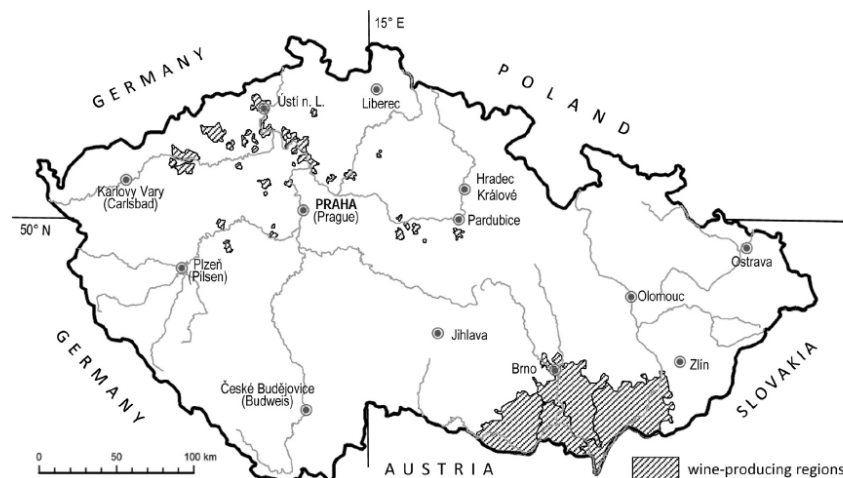 15° E
GERMANY
POLAND
Ústí n. L.
Liberec
Karlovy Vary
(Carlsbad)
Hradec
Králové
PRAHA
(Prague)
50° N
Pardubice
Plzeň
(Pilsen)
Ostrava
Olomouc
Jihlava
GERMANY
Brno
Zlín
SLOVAKIA
České Budějovice
(Budweis)
0 50 100 km
AUSTRIA
wine-producing regions